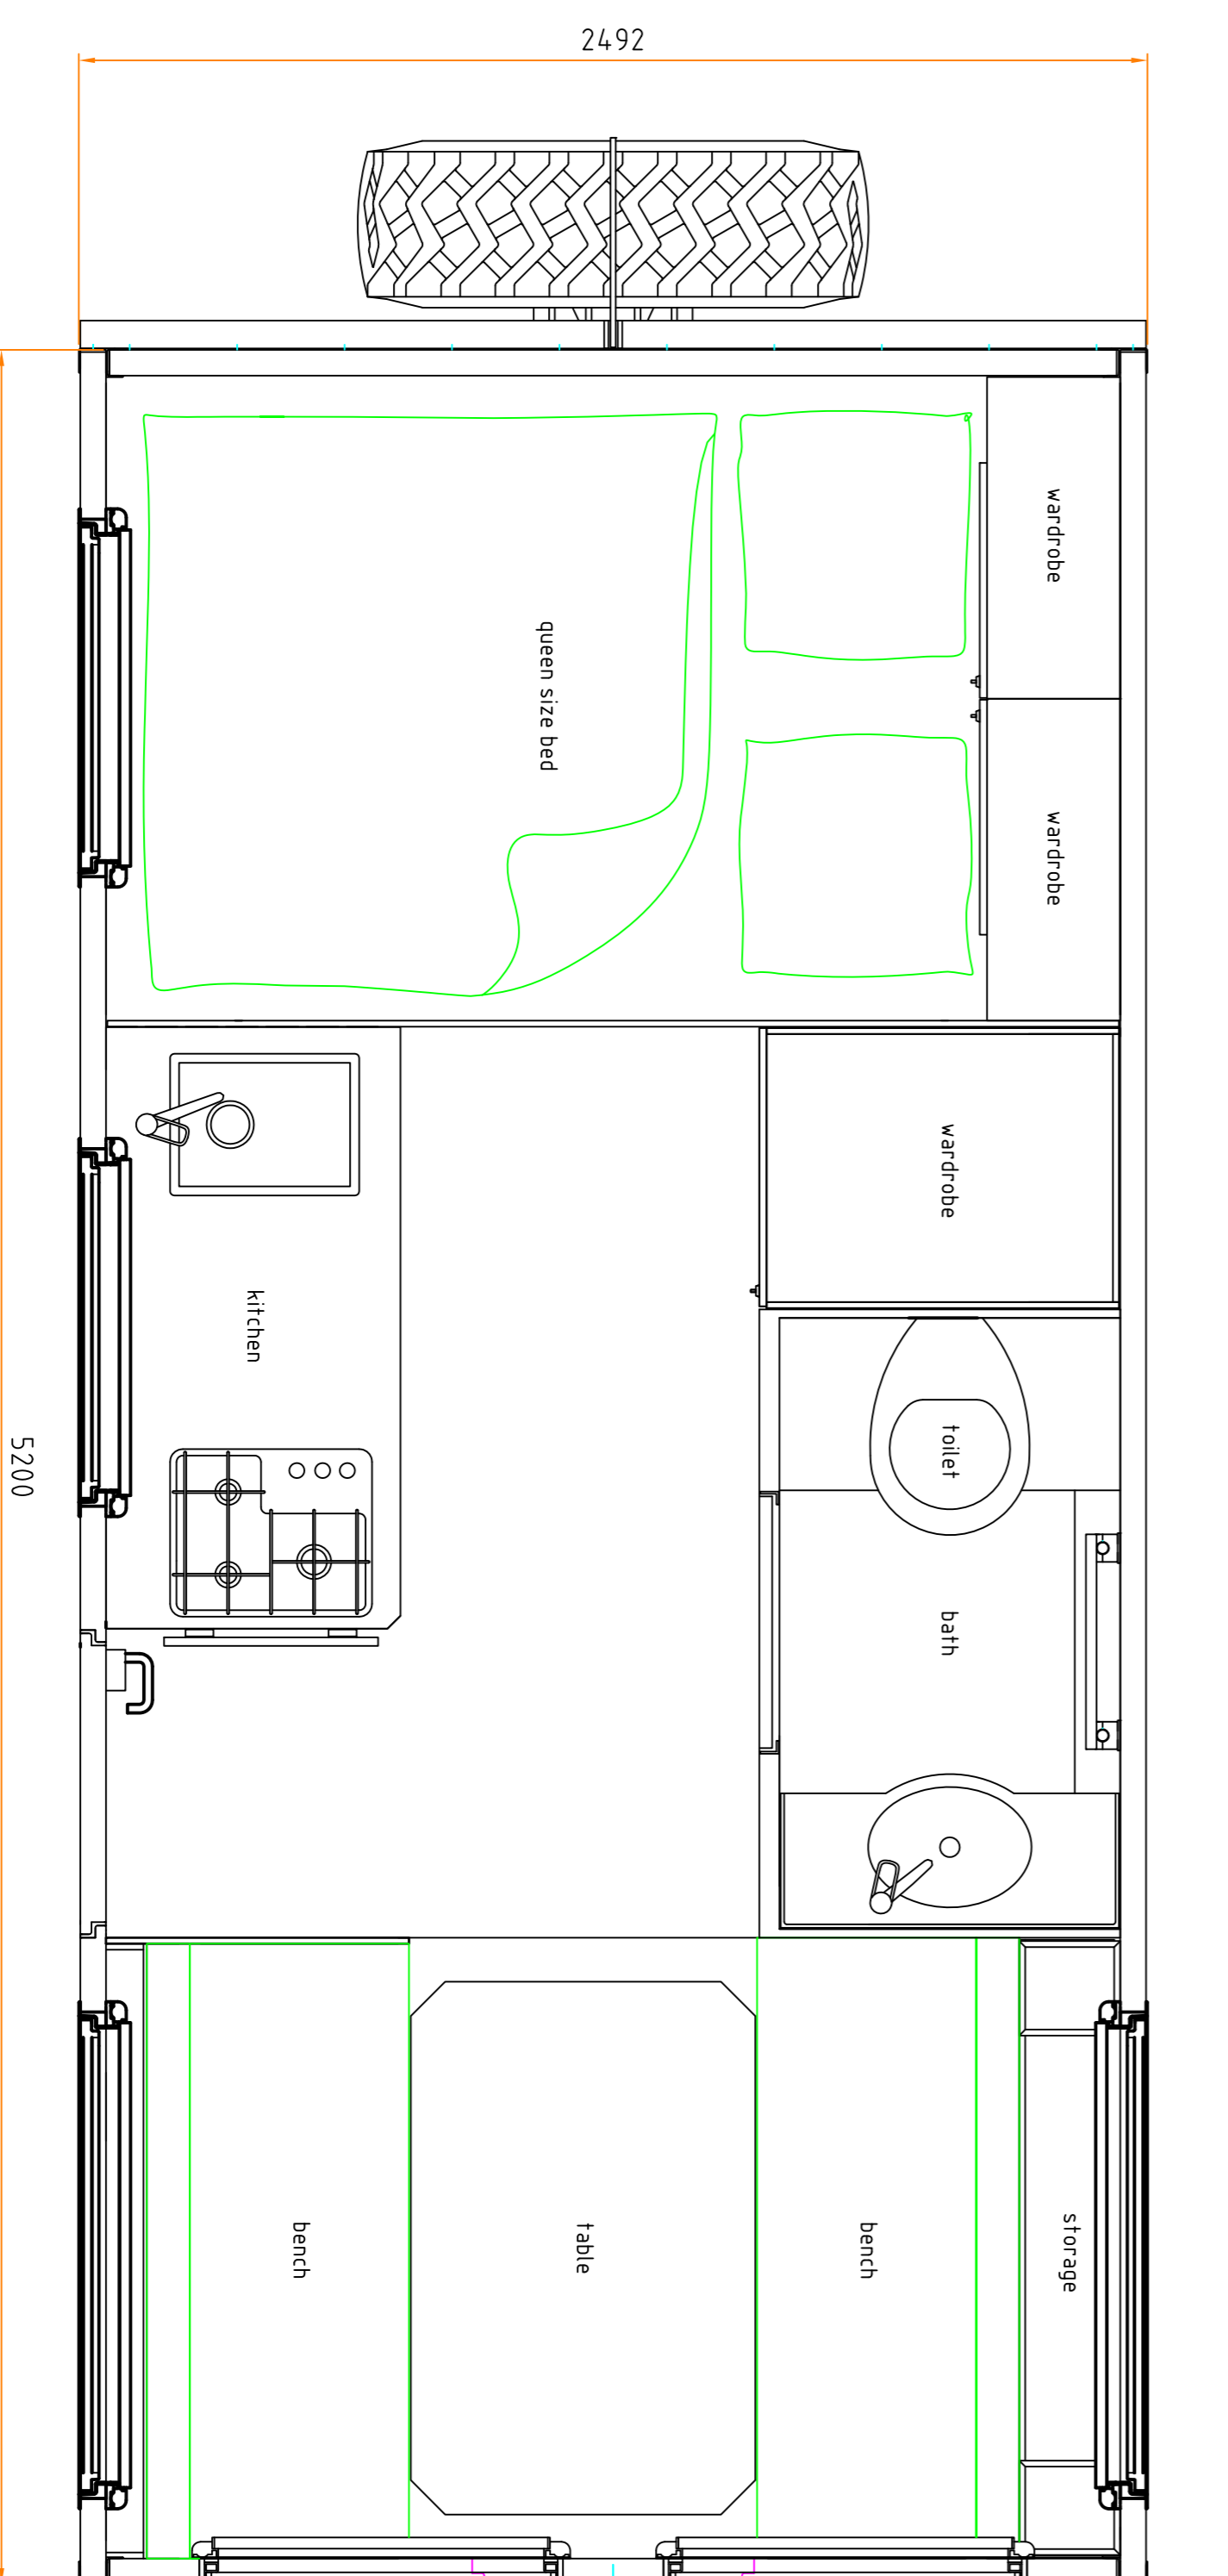 2492
wardrobe
queen size bed
wardrobe
wardrobe
kitchen
toilet
5200
bath
bench
table
bench
storage